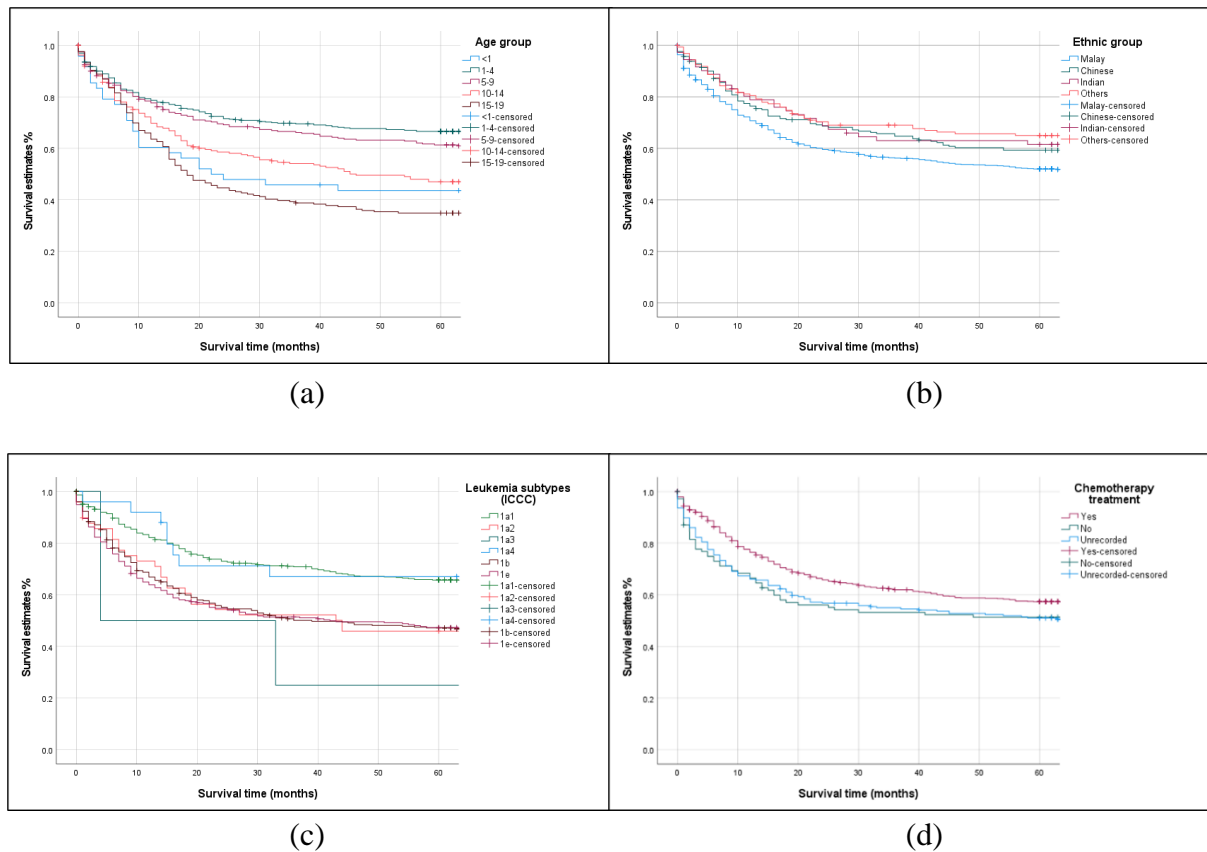 Age group
<1
1-4
5-9
10-14
15-19
<1-censored
1-4-censored
5-9-censored
10-14-censored
15-19-censored
Survival estimates %
1.0
0.8
0.6
0.4
0.2
0.0
0 10 20 30 40 50 60
Survival time (months)
(a)
Ethnic group
Malay
Chinese
Indian
Others
Malay-censored
Chinese-censored
Indian-censored
Others-censored
Survival estimates %
1.0
0.8
0.6
0.4
0.2
0.0
0 10 20 30 40 50 60
Survival time (months)
(b)
Leukemia subtypes
(ICCC)
1a1
1a2
1a3
1a4
1b
1e
1a1-censored
1a2-censored
1a3-censored
1a4-censored
1b-censored
1e-censored
Survival estimates %
1.0
0.8
0.6
0.4
0.2
0.0
0 10 20 30 40 50 60
Survival time (months)
(c)
Chemotherapy
treatment
Yes
No
Unrecorded
Yes-censored
No-censored
Unrecorded-censored
Survival estimates %
1.0
0.8
0.6
0.4
0.2
0.0
0 10 20 30 40 50 60
Survival time (months)
(d)